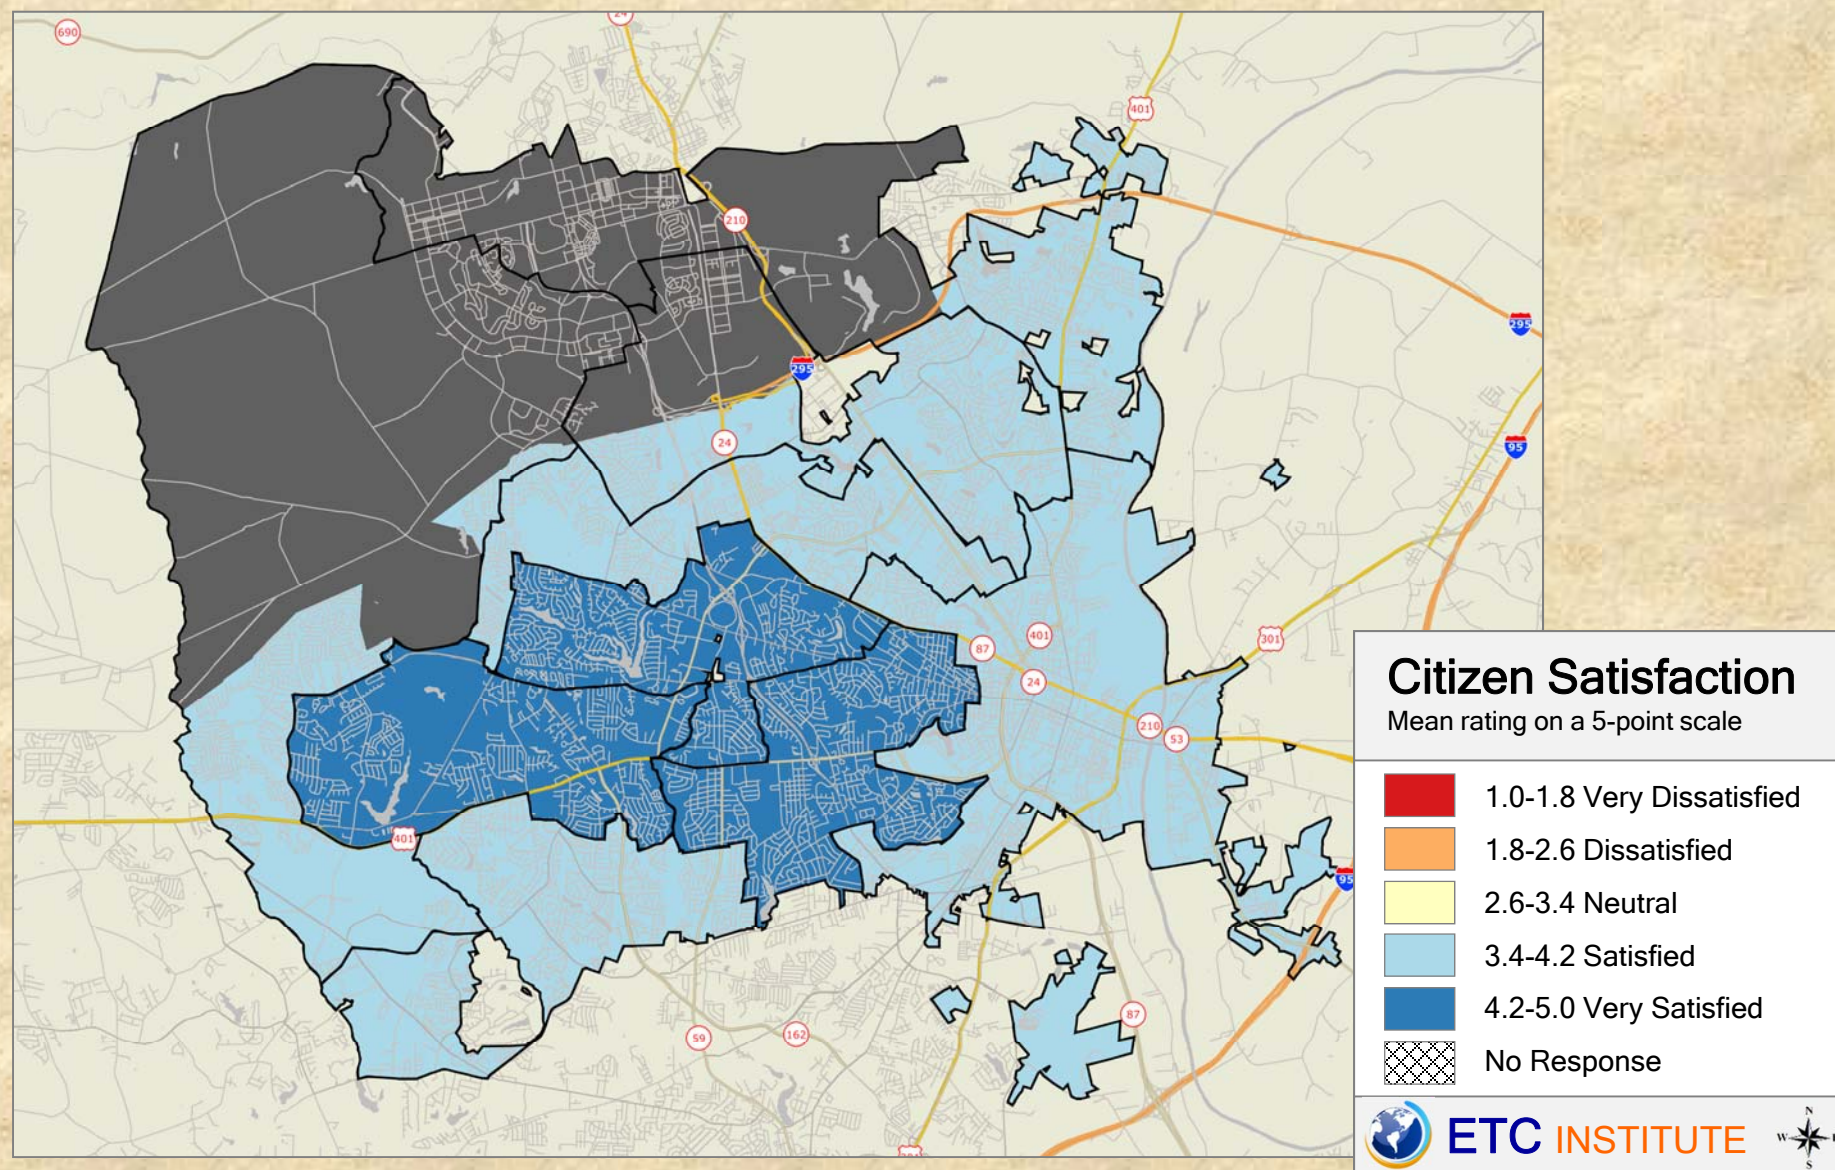 690
24
401
210
295
295
24
95
301
87
401
24
210
53
401
95
87
59
162
Citizen Satisfaction
Mean rating on a 5-point scale
1.0-1.8 Very Dissatisfied
1.8-2.6 Dissatisfied
2.6-3.4 Neutral
3.4-4.2 Satisfied
4.2-5.0 Very Satisfied
No Response
ETC INSTITUTE
N
W
S